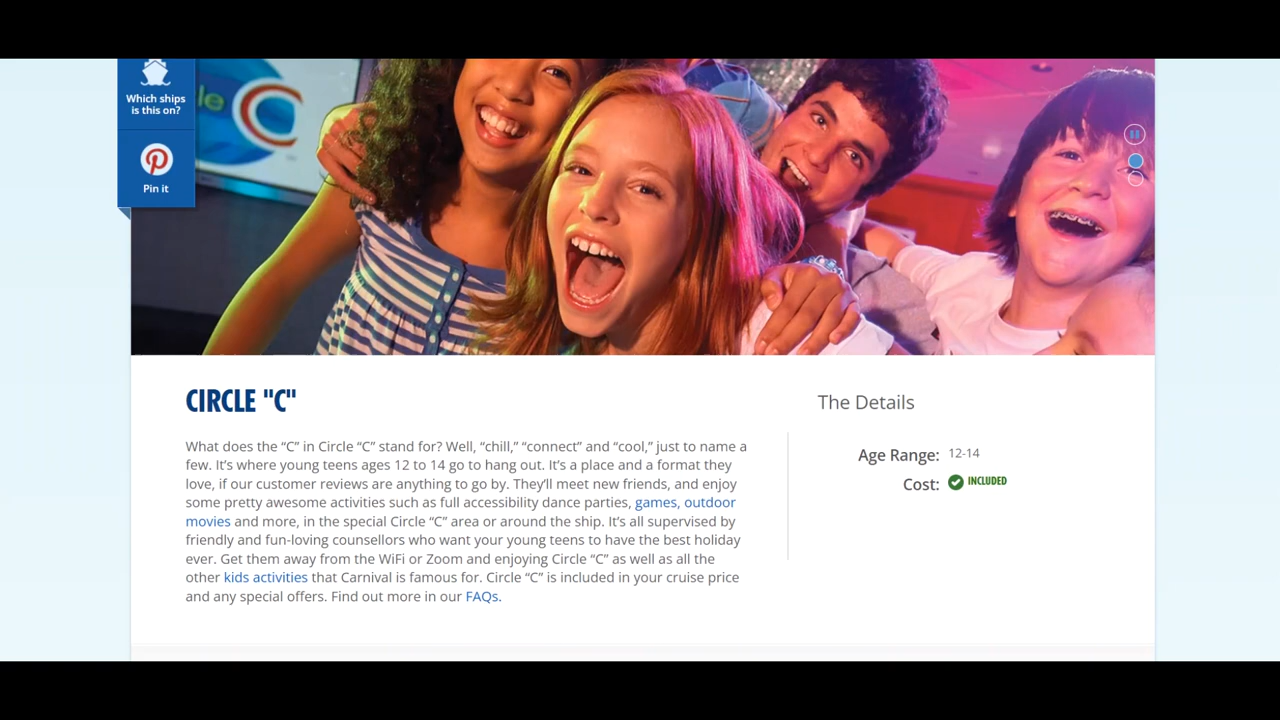 Which ships
is this on?
Pin it
le C
CIRCLE "C"
What does the “C” in Circle “C” stand for? Well, “chill,” “connect” and “cool,” just to name a
few. It’s where young teens ages 12 to 14 go to hang out. It’s a place and a format they
love, if our customer reviews are anything to go by. They’ll meet new friends, and enjoy
some pretty awesome activities such as full accessibility dance parties, games, outdoor
movies and more, in the special Circle “C” area or around the ship. It’s all supervised by
friendly and fun-loving counsellors who want your young teens to have the best holiday
ever. Get them away from the WiFi or Zoom and enjoying Circle “C” as well as all the
other kids activities that Carnival is famous for. Circle “C” is included in your cruise price
and any special offers. Find out more in our FAQs.
The Details
Age Range: 12-14
Cost: INCLUDED